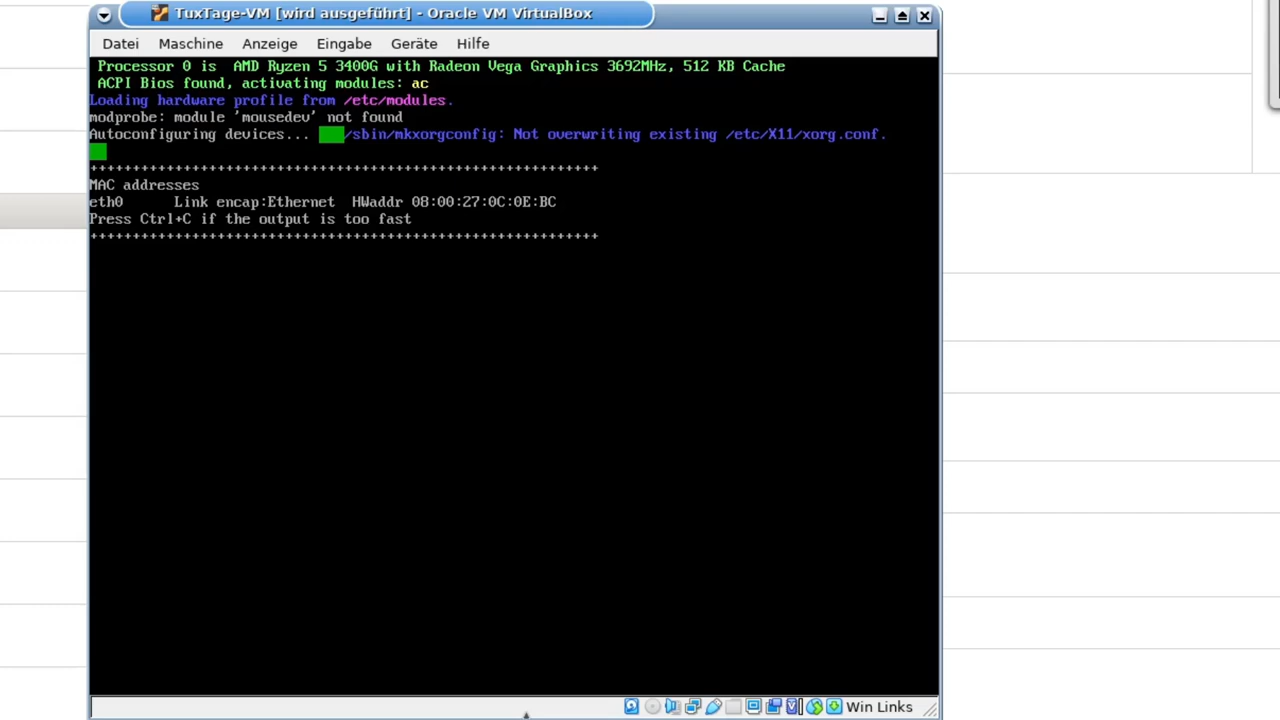 TuxTage-VM [wird ausgeführt] - Oracle VM VirtualBox
Datei Maschine Anzeige Eingabe Geräte Hilfe
Processor 0 is  AMD Ryzen 5 3400G with Radeon Vega Graphics 3692MHz, 512 KB Cache
ACPI Bios found, activating modules: ac
Loading hardware profile from /etc/modules.
modprobe: module 'mousedev' not found
Autoconfiguring devices... /sbin/mkxorgconfig: Not overwriting existing /etc/X11/xorg.conf.
++++++++++++++++++++++++++++++++++++++++++++++++++++++++++++
MAC addresses
eth0      Link encap:Ethernet  HWaddr 08:00:27:0C:0E:BC
Press Ctrl+C if the output is too fast
++++++++++++++++++++++++++++++++++++++++++++++++++++++++++++
Win Links